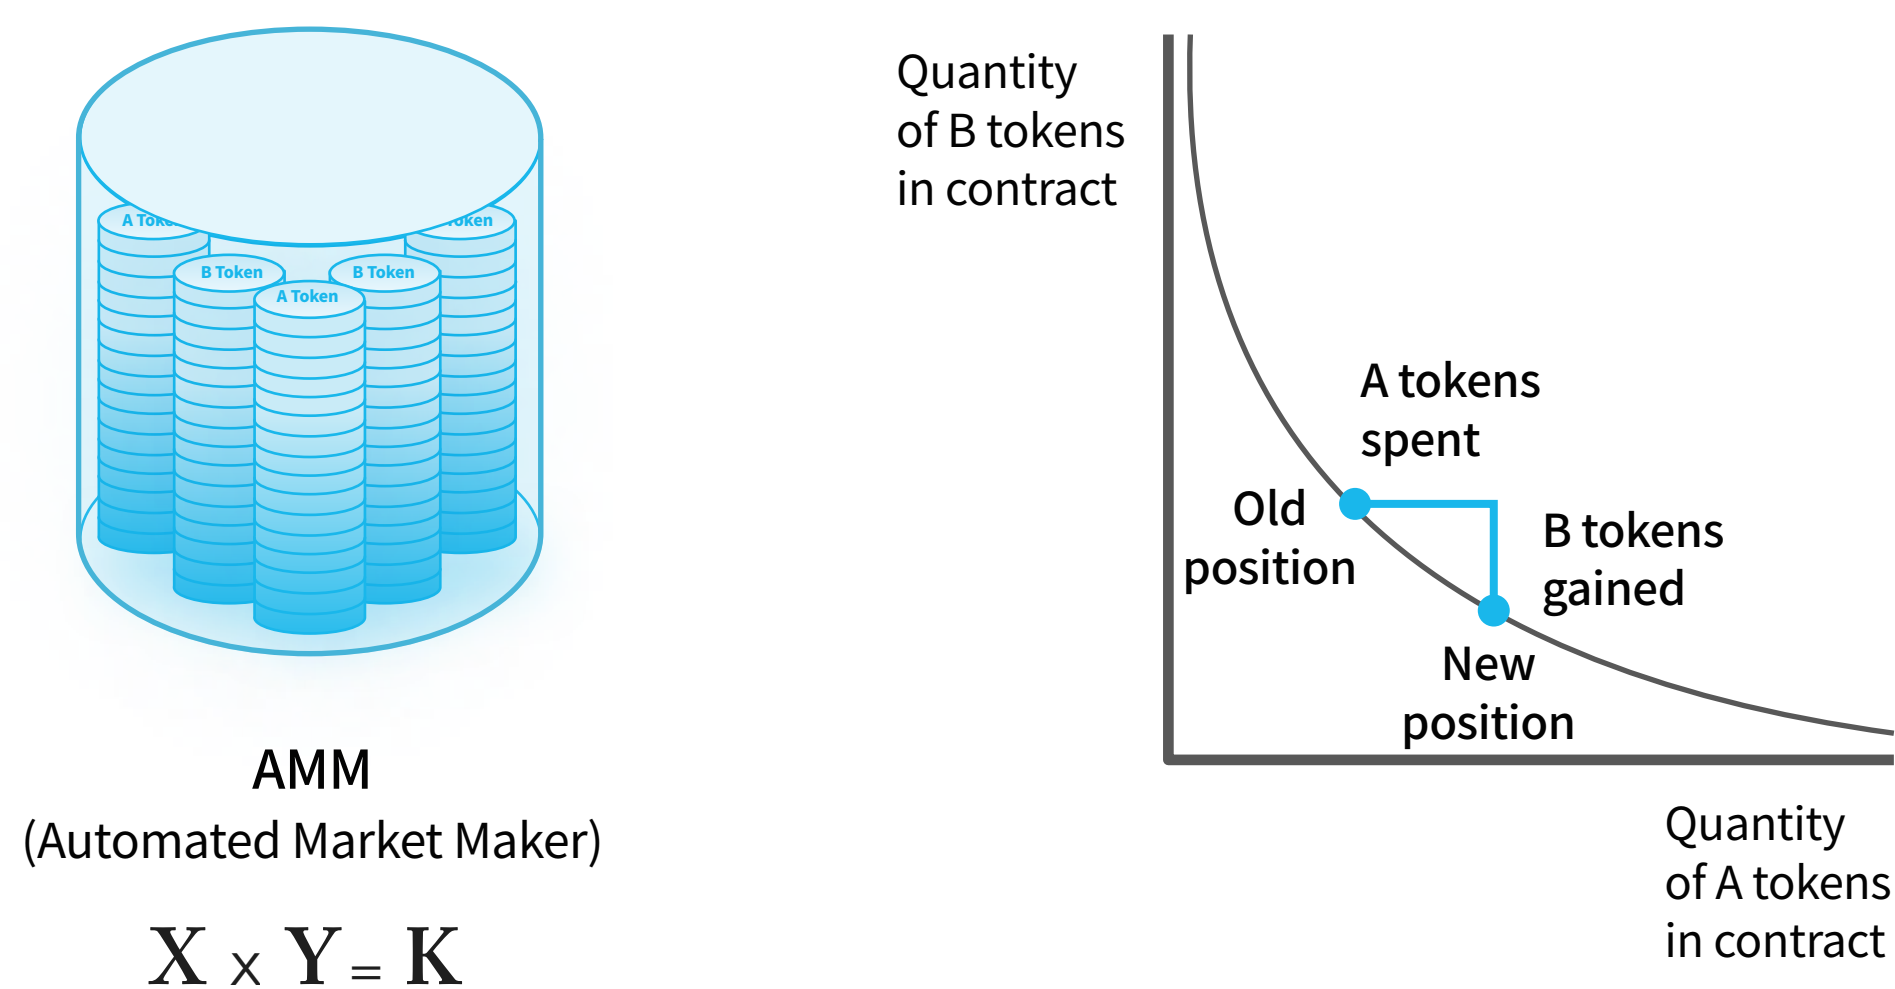 A
B Token
B Token
A Token
AMM
(Automated Market Maker)
X x Y = K
Quantity
of B tokens
in contract
A tokens
spent
Old
position
B tokens
gained
New
position
Quantity
of A tokens
in contract